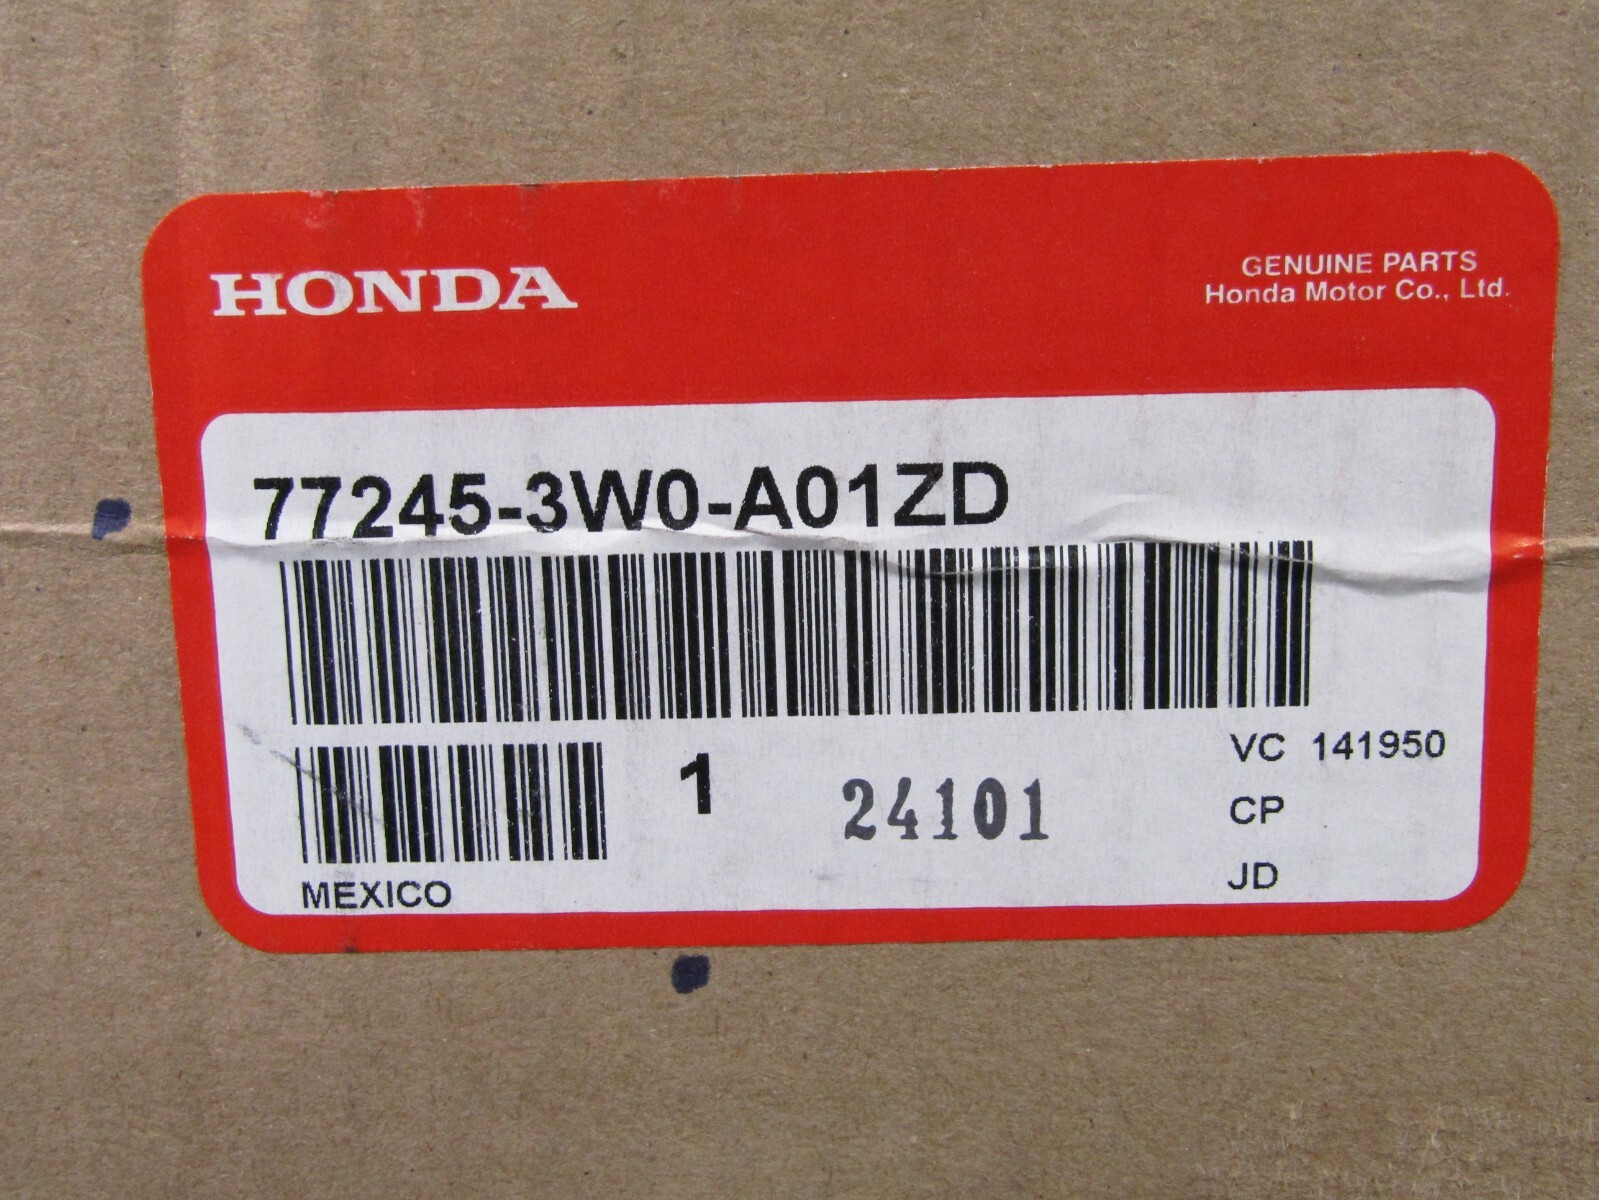 HONDA
GENUINE PARTS
Honda Motor Co., Ltd.
77245-3W0-A01ZD
1
24101
VC 141950
CP
JD
MEXICO